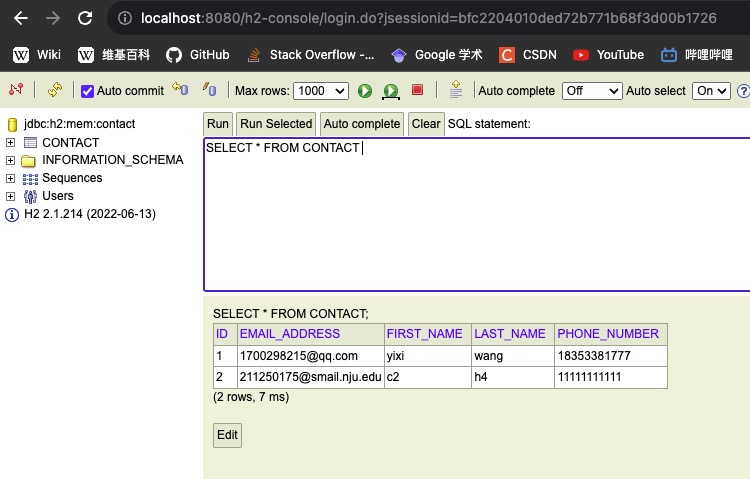 localhost:8080/h2-console/login.do?jsessionid=bfc2204010ded72b771b68f3d00b1726
Wiki 维基百科 GitHub Stack Overflow -... Google 学术 CSDN YouTube 哔哩哔哩
Auto commit Max rows: 1000 Auto complete Off Auto select On
jdbc:h2:mem:contact
CONTACT
INFORMATION_SCHEMA
Sequences
Users
H2 2.1.214 (2022-06-13)
Run Run Selected Auto complete Clear SQL statement:
SELECT * FROM CONTACT
SELECT * FROM CONTACT;
ID EMAIL_ADDRESS FIRST_NAME LAST_NAME PHONE_NUMBER
1 1700298215@qq.com yixi wang 18353381777
2 211250175@smail.nju.edu c2 h4 11111111111
(2 rows, 7 ms)
Edit